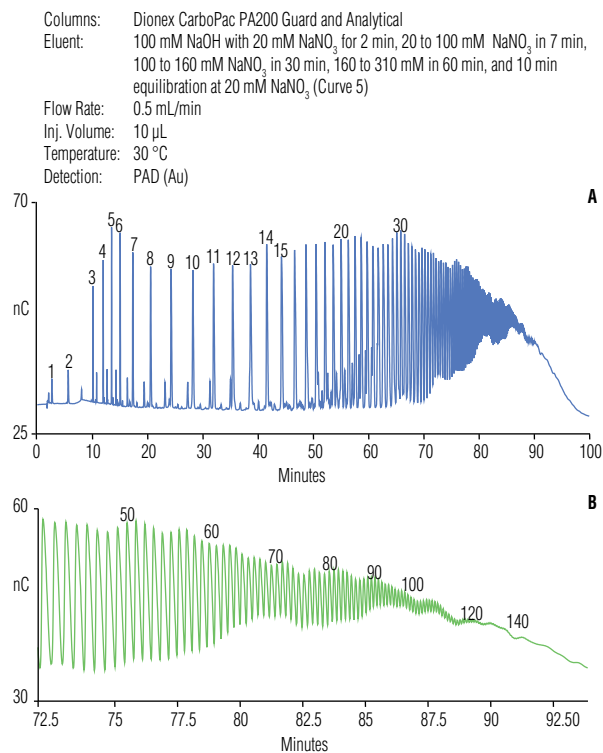 Columns: Dionex CarboPac PA200 Guard and Analytical
Eluent: 100 mM NaOH with 20 mM NaNO₃ for 2 min, 20 to 100 mM NaNO₃ in 7 min,
100 to 160 mM NaNO₃ in 30 min, 160 to 310 mM in 60 min, and 10 min
equilibration at 20 mM NaNO₃ (Curve 5)
Flow Rate: 0.5 mL/min
Inj. Volume: 10 µL
Temperature: 30 °C
Detection: PAD (Au)
A
70
nC
25
1 2 3 4 5 6 7 8 9 10 11 12 13 14 15 20 30
0 10 20 30 40 50 60 70 80 90 100
Minutes
B
60
nC
30
50 60 70 80 90 100 120 140
72.5 75 77.5 80 82.5 85 87.5 90 92.50
Minutes